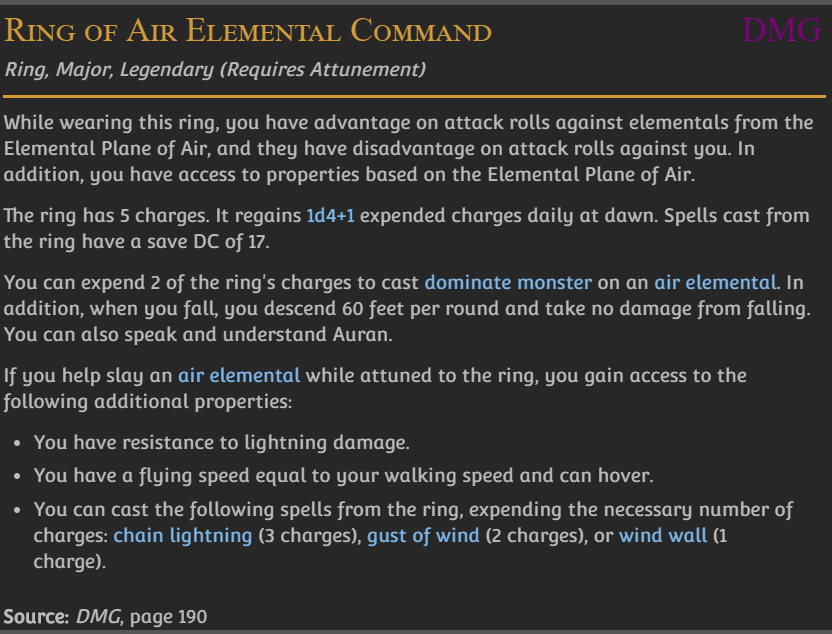 Ring of Air Elemental Command DMG
Ring, Major, Legendary (Requires Attunement)
While wearing this ring, you have advantage on attack rolls against elementals from the
Elemental Plane of Air, and they have disadvantage on attack rolls against you. In
addition, you have access to properties based on the Elemental Plane of Air.
The ring has 5 charges. It regains 1d4+1 expended charges daily at dawn. Spells cast from
the ring have a save DC of 17.
You can expend 2 of the ring's charges to cast dominate monster on an air elemental. In
addition, when you fall, you descend 60 feet per round and take no damage from falling.
You can also speak and understand Auran.
If you help slay an air elemental while attuned to the ring, you gain access to the
following additional properties:
• You have resistance to lightning damage.
• You have a flying speed equal to your walking speed and can hover.
• You can cast the following spells from the ring, expending the necessary number of
charges: chain lightning (3 charges), gust of wind (2 charges), or wind wall (1
charge).
Source: DMG, page 190